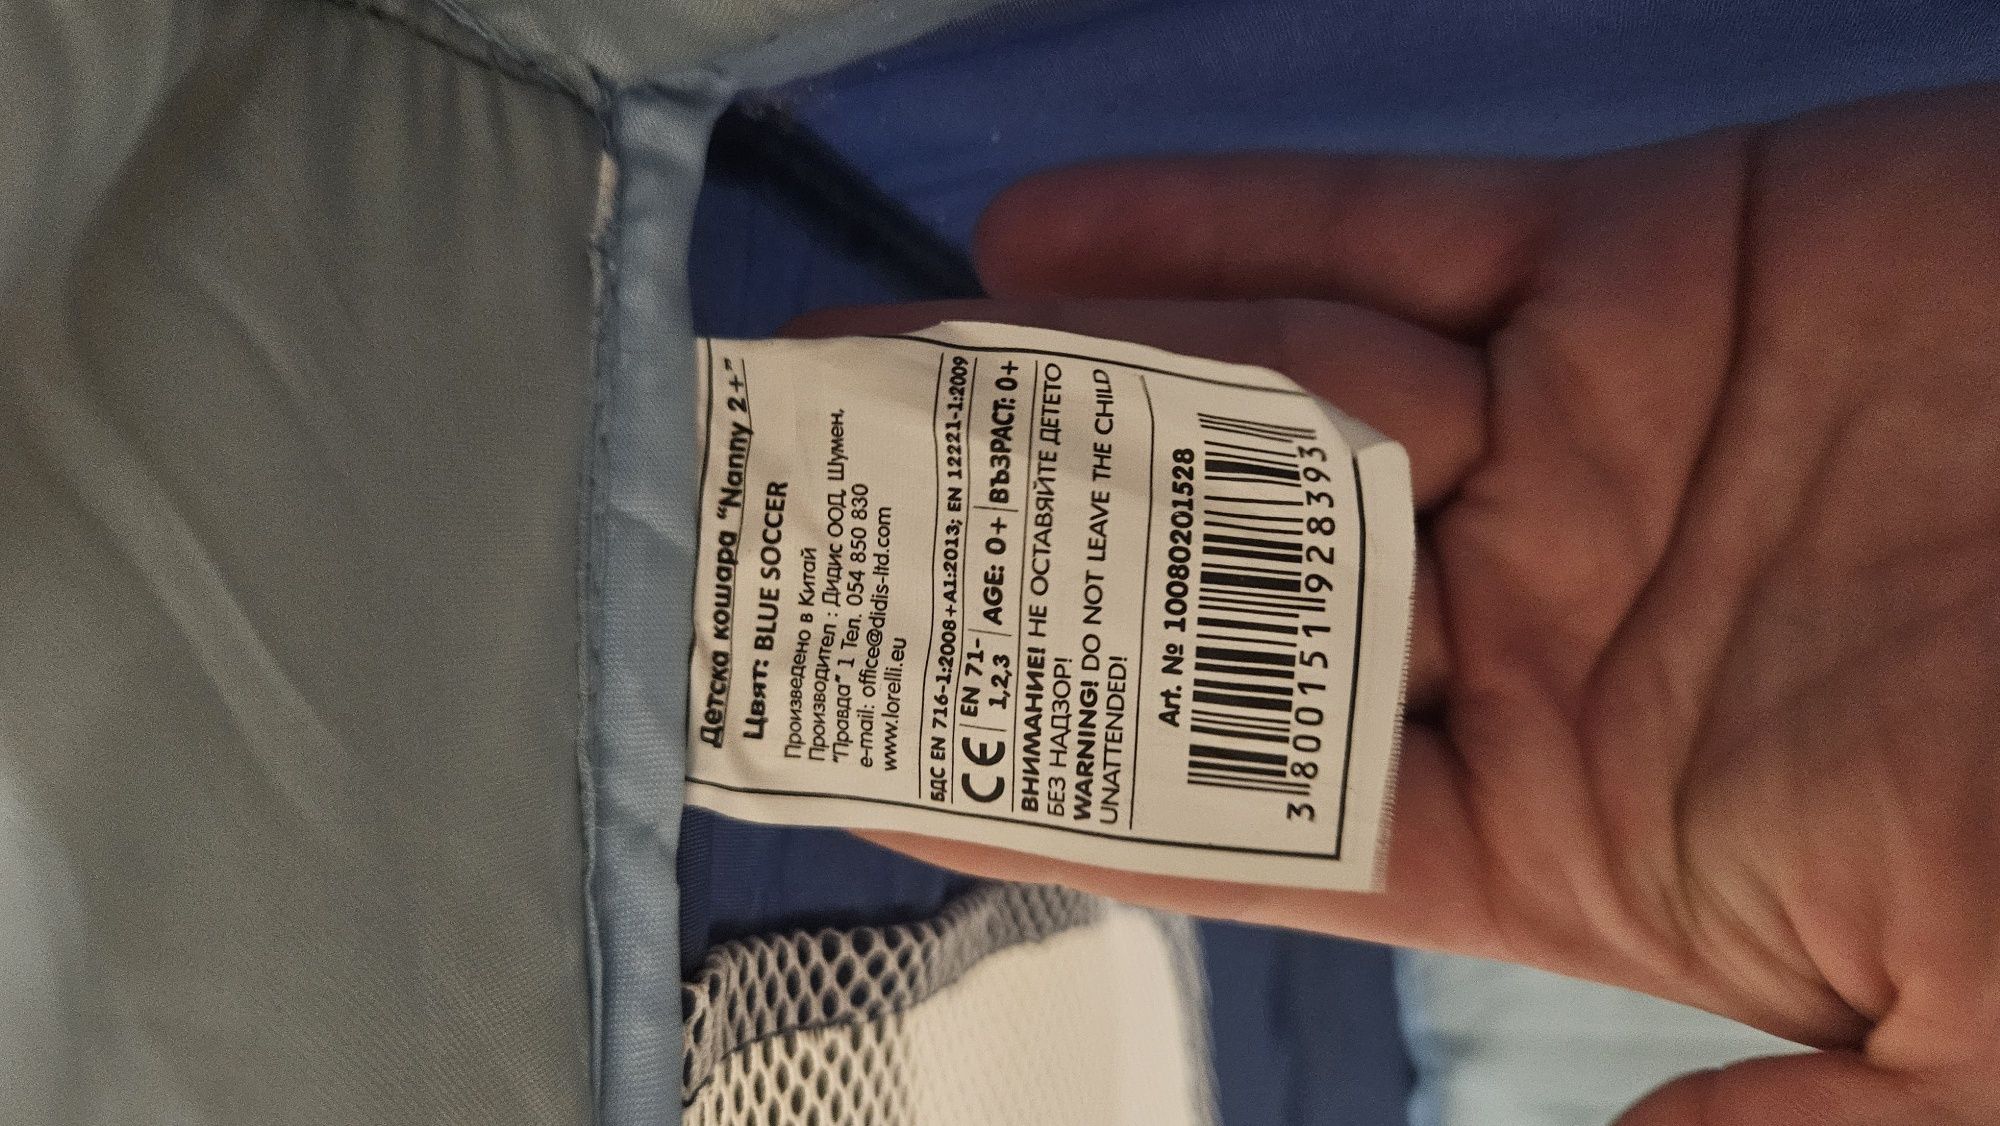 Детска кошара "Nanny 2+"
Цвят: BLUE SOCCER
Произведено в Китай
Производител : Дидис ООД, Шумен,
"Правда" 1 Тел. 054 850 830
e-mail: office@didis-ltd.com
www.lorelli.eu
БДС EN 716-1:2008+A1:2013; EN 12221-1:2009
CE EN 71-1,2,3 AGE: 0+ ВЪЗРАСТ: 0+
ВНИМАНИЕ! НЕ ОСТАВЯЙТЕ ДЕТЕТО
БЕЗ НАДЗОР!
WARNING! DO NOT LEAVE THE CHILD
UNATTENDED!
Art. № 10080201528
3 800151 928393